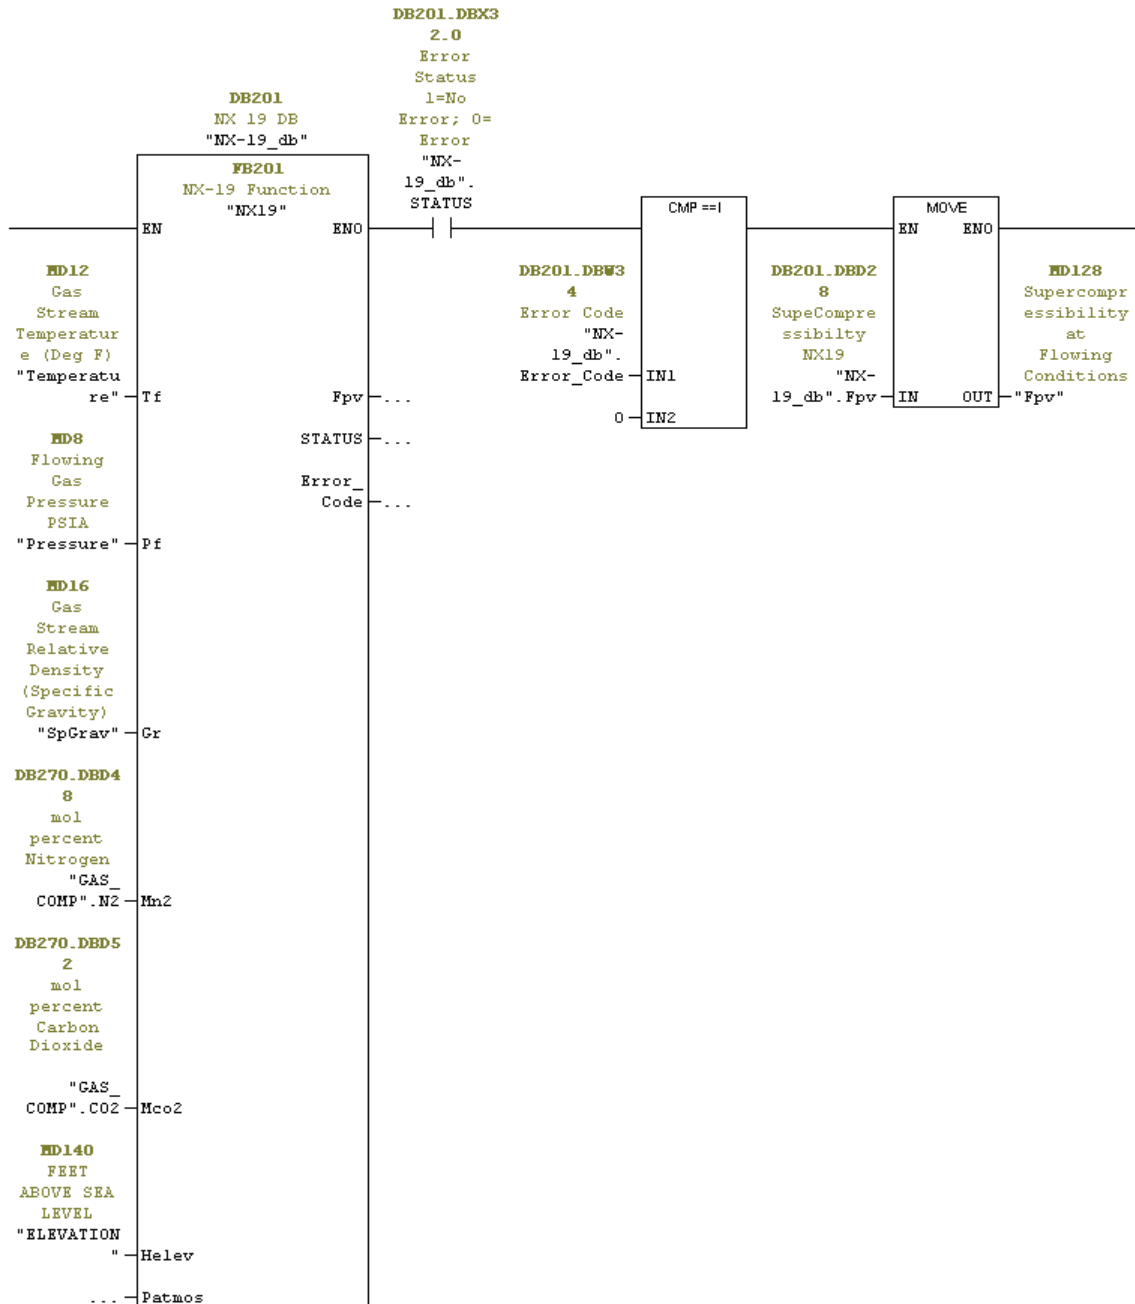 DB201.DBX3
2.0
Error
Status
1=No
Error; 0=
Error
"NX-
19_db".
STATUS
DB201
NX 19 DB
"NX-19_db"
FB201
NX-19 Function
"NX19"
EN
ENO
CMP ==I
MOVE
EN
ENO
MD12
Gas
Stream
Temperatur
e (Deg F)
"Temperatu
re"
Tf
Fpv
...
STATUS
...
Error_
Code
...
DB201.DBW3
4
Error Code
"NX-
19_db".
Error_Code
IN1
0
IN2
DB201.DBD2
8
SupeCompre
ssibilty
NX19
"NX-
19_db".Fpv
IN
OUT
MD128
Supercompr
essibility
at
Flowing
Conditions
"Fpv"
MD8
Flowing
Gas
Pressure
PSIA
"Pressure"
Pf
MD16
Gas
Stream
Relative
Density
(Specific
Gravity)
"SpGrav"
Gr
DB270.DBD4
8
mol
percent
Nitrogen
"GAS_
COMP".N2
Mn2
DB270.DBD5
2
mol
percent
Carbon
Dioxide
"GAS_
COMP".CO2
Mco2
MD140
FEET
ABOVE SEA
LEVEL
"ELEVATION
"
Helev
...
Patmos